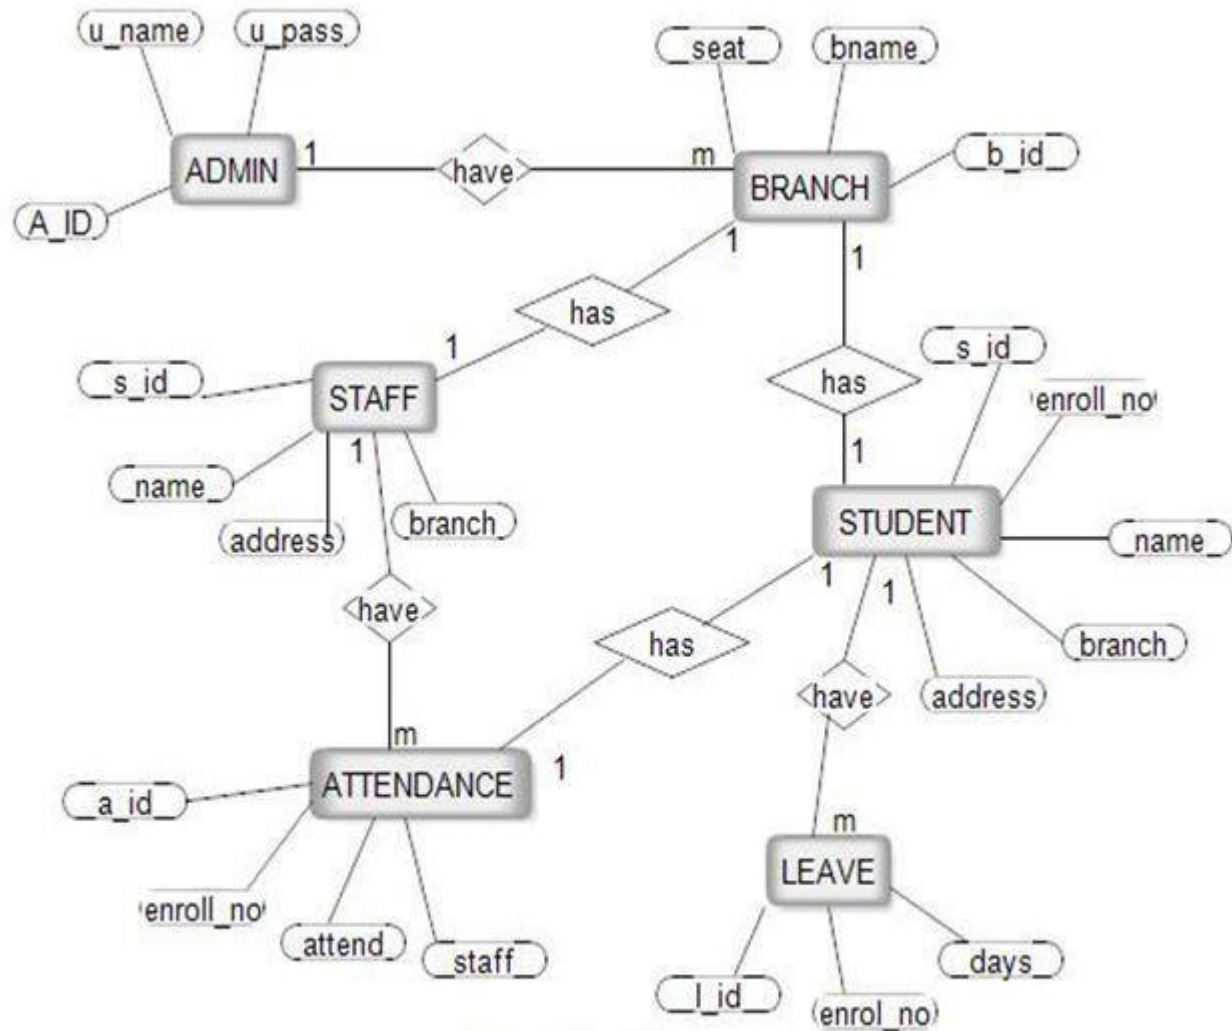 u_name
u_pass
seat
bname
ADMIN
1
have
m
BRANCH
b_id
A_ID
1
1
has
1
s_id
STAFF
has
s_id
enroll_no
1
name
1
STUDENT
address
branch
name
1
1
have
has
branch
have
address
m
1
ATTENDANCE
a_id
m
LEAVE
enroll_no
attend
staff
days
l_id
enrol_no